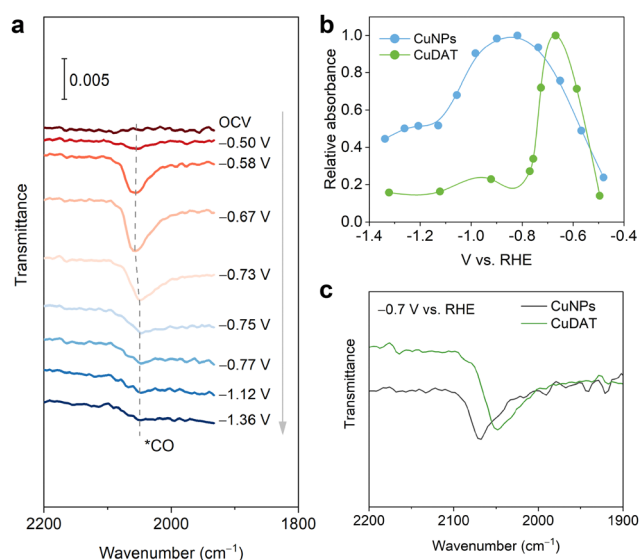 a
0.005
OCV
−0.50 V
−0.58 V
−0.67 V
−0.73 V
−0.75 V
−0.77 V
−1.12 V
−1.36 V
*CO
Transmittance
2200 2000 1800
Wavenumber (cm⁻¹)
b
CuNPs
CuDAT
Relative absorbance
1.0
0.8
0.6
0.4
0.2
0.0
-1.4 -1.2 -1.0 -0.8 -0.6 -0.4
V vs. RHE
c
−0.7 V vs. RHE
CuNPs
CuDAT
Transmittance
2200 2100 2000 1900
Wavenumber (cm⁻¹)